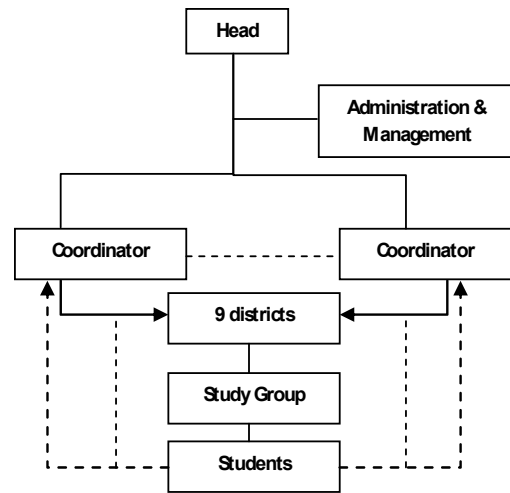 Head
Administration &
Management
Coordinator
Coordinator
9 districts
Study Group
Students